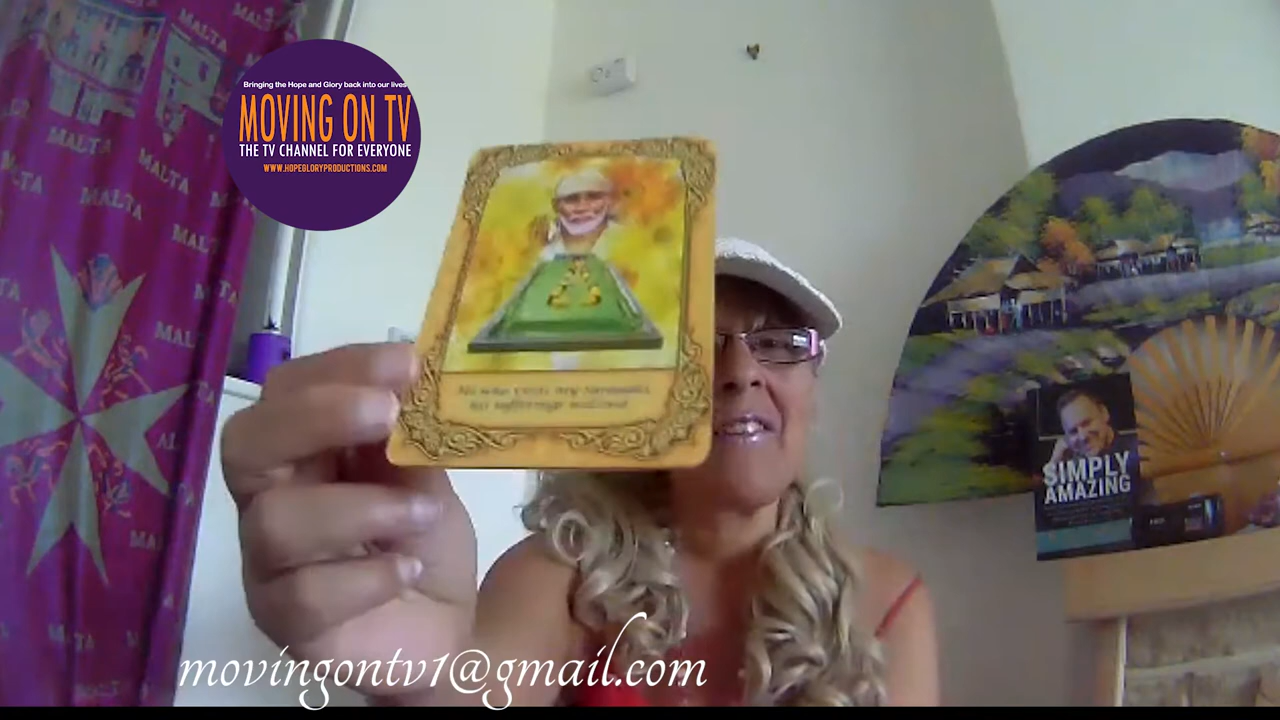 Bringing the Hope and Glory back into our lives
MOVING ON TV
THE TV CHANNEL FOR EVERYONE
WWW.HOPEGLORYPRODUCTIONS.COM
MALTA
MALTA
MALTA
MALTA
MALTA
SIMPLY
AMAZING
movingontv1@gmail.com